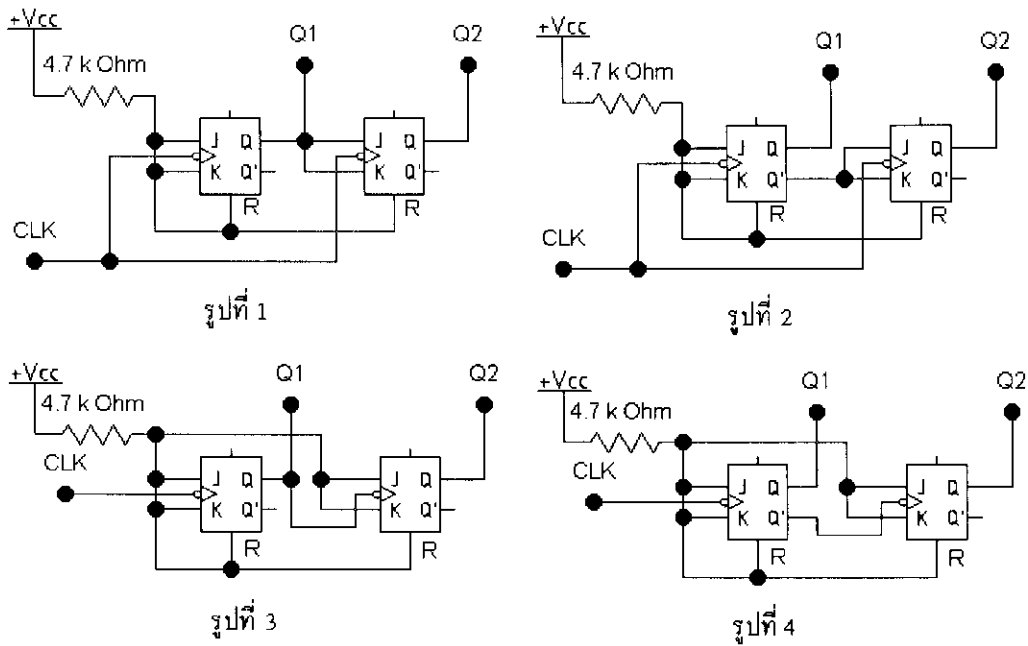 +Vcc
4.7 k Ohm
Q1
Q2
J Q
K Q'
J Q
K Q'
R
R
CLK
รูปที่ 1
+Vcc
4.7 k Ohm
Q1
Q2
J Q
K Q'
J Q
K Q'
R
R
CLK
รูปที่ 2
+Vcc
4.7 k Ohm
Q1
Q2
CLK
J Q
K Q'
J Q
K Q'
R
R
รูปที่ 3
+Vcc
4.7 k Ohm
Q1
Q2
CLK
J Q
K Q'
J Q
K Q'
R
R
รูปที่ 4